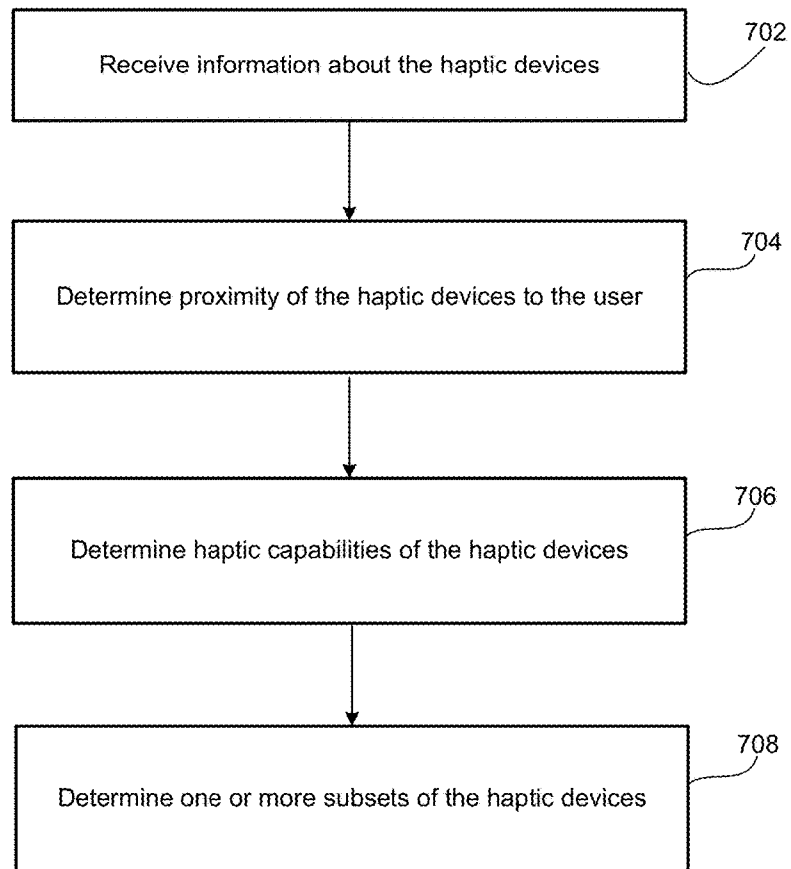 702
Receive information about the haptic devices
704
Determine proximity of the haptic devices to the user
706
Determine haptic capabilities of the haptic devices
708
Determine one or more subsets of the haptic devices